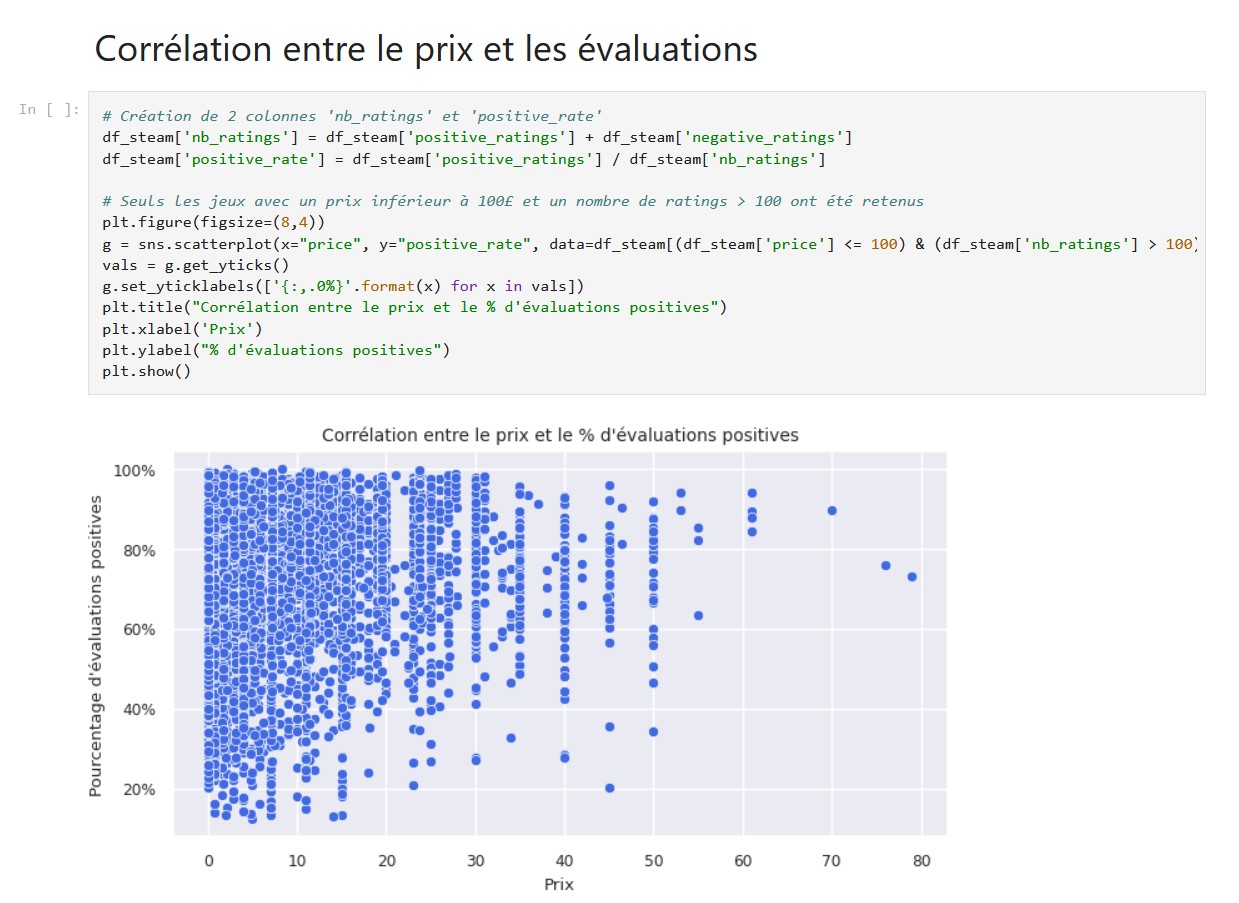 Corrélation entre le prix et les évaluations
In [ ]:
# Création de 2 colonnes 'nb_ratings' et 'positive_rate'
df_steam['nb_ratings'] = df_steam['positive_ratings'] + df_steam['negative_ratings']
df_steam['positive_rate'] = df_steam['positive_ratings'] / df_steam['nb_ratings']
# Seuls les jeux avec un prix inférieur à 100£ et un nombre de ratings > 100 ont été retenus
plt.figure(figsize=(8,4))
g = sns.scatterplot(x="price", y="positive_rate", data=df_steam[(df_steam['price'] <= 100) & (df_steam['nb_ratings'] > 100)
vals = g.get_yticks()
g.set_yticklabels(['{:,.0%}'.format(x) for x in vals])
plt.title("Corrélation entre le prix et le % d'évaluations positives")
plt.xlabel('Prix')
plt.ylabel("% d'évaluations positives")
plt.show()
Corrélation entre le prix et le % d'évaluations positives
Pourcentage d'évaluations positives
100%
80%
60%
40%
20%
0 10 20 30 40 50 60 70 80
Prix